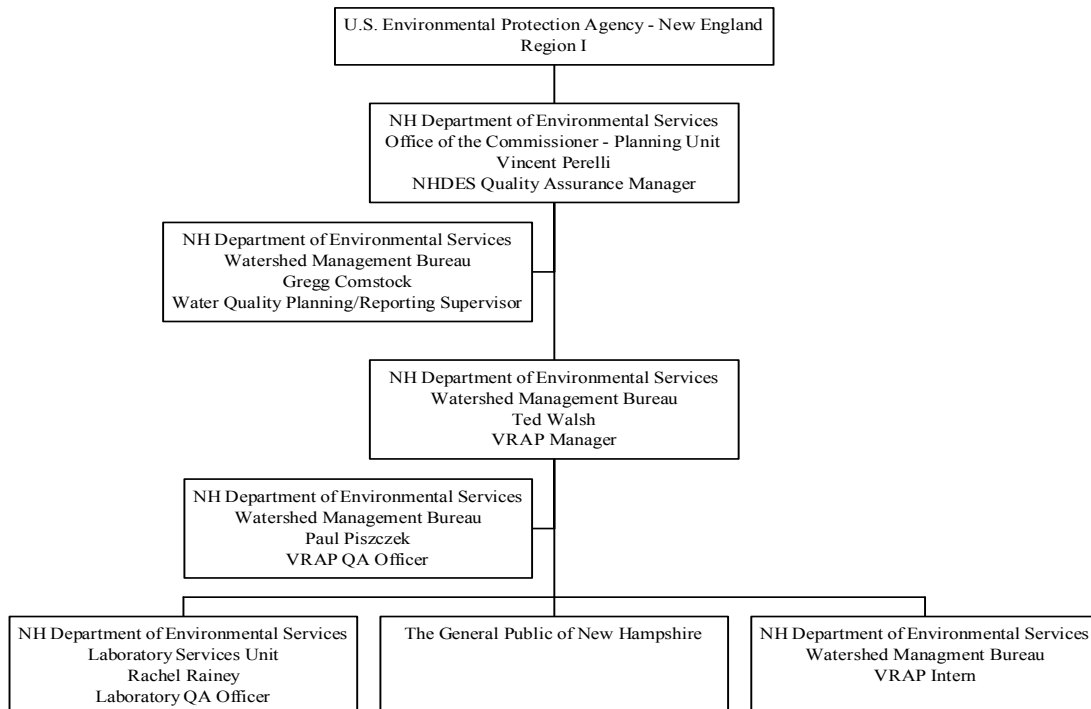 U.S. Environmental Protection Agency - New England
Region I
NH Department of Environmental Services
Office of the Commissioner - Planning Unit
Vincent Perelli
NHDES Quality Assurance Manager
NH Department of Environmental Services
Watershed Management Bureau
Gregg Comstock
Water Quality Planning/Reporting Supervisor
NH Department of Environmental Services
Watershed Management Bureau
Ted Walsh
VRAP Manager
NH Department of Environmental Services
Watershed Management Bureau
Paul Piszczek
VRAP QA Officer
NH Department of Environmental Services
Laboratory Services Unit
Rachel Rainey
Laboratory QA Officer
The General Public of New Hampshire
NH Department of Environmental Services
Watershed Managment Bureau
VRAP Intern